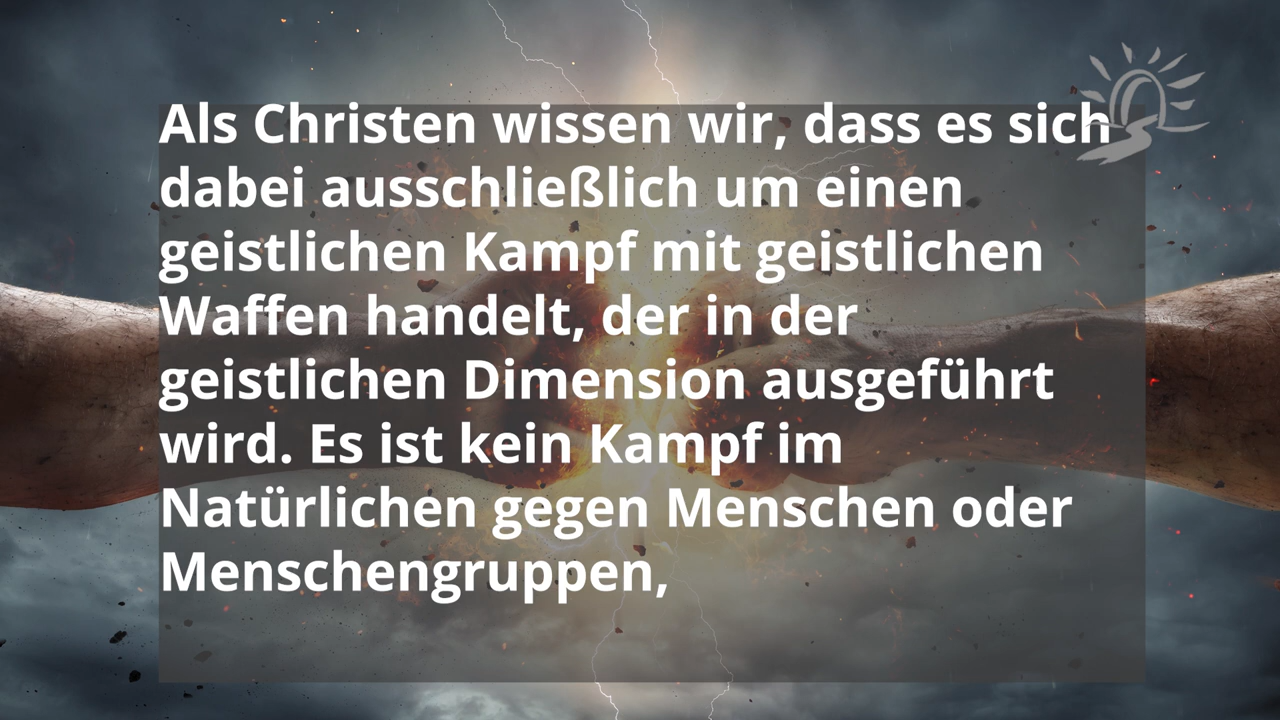 Als Christen wissen wir, dass es sich
dabei ausschließlich um einen
geistlichen Kampf mit geistlichen
Waffen handelt, der in der
geistlichen Dimension ausgeführt
wird. Es ist kein Kampf im
Natürlichen gegen Menschen oder
Menschengruppen,